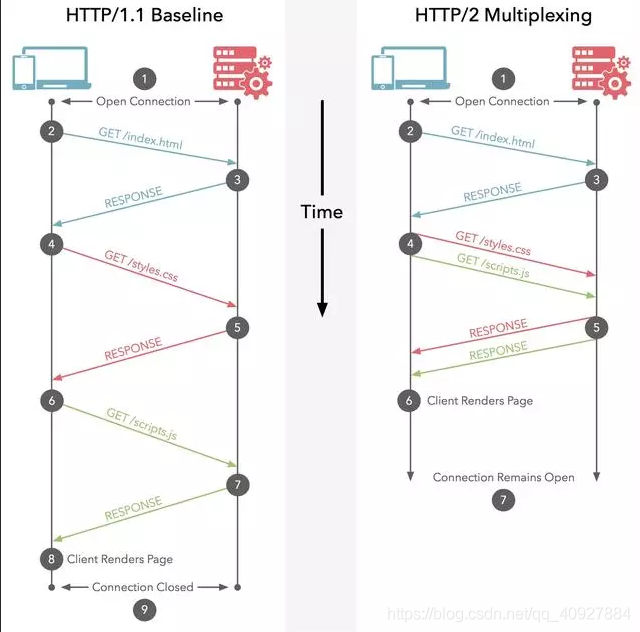 HTTP/1.1 Baseline
1
Open Connection
2
GET /index.html
3
RESPONSE
4
GET /styles.css
5
RESPONSE
6
GET /scripts.js
7
RESPONSE
8 Client Renders Page
Connection Closed
9
Time
HTTP/2 Multiplexing
1
Open Connection
2
GET /index.html
3
RESPONSE
4
GET /styles.css
GET /scripts.js
5
RESPONSE
RESPONSE
6 Client Renders Page
Connection Remains Open
7
https://blog.csdn.net/qq_40927884